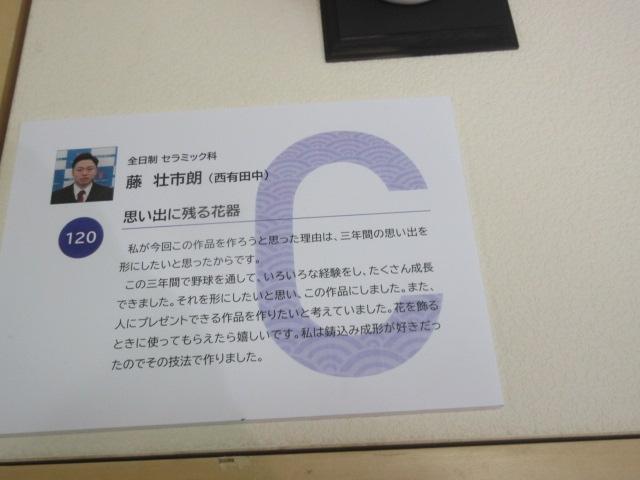 全日制 セラミック科
藤 壮市朗（西有田中）
思い出に残る花器
120
私が今回この作品を作ろうと思った理由は、三年間の思い出を
形にしたいと思ったからです。
この三年間で野球を通して、いろいろな経験をし、たくさん成長
できました。それを形にしたいと思い、この作品にしました。また、
人にプレゼントできる作品を作りたいと考えていました。花を飾る
ときに使ってもらえたら嬉しいです。私は鋳込み成形が好きだっ
たのでその技法で作りました。
C